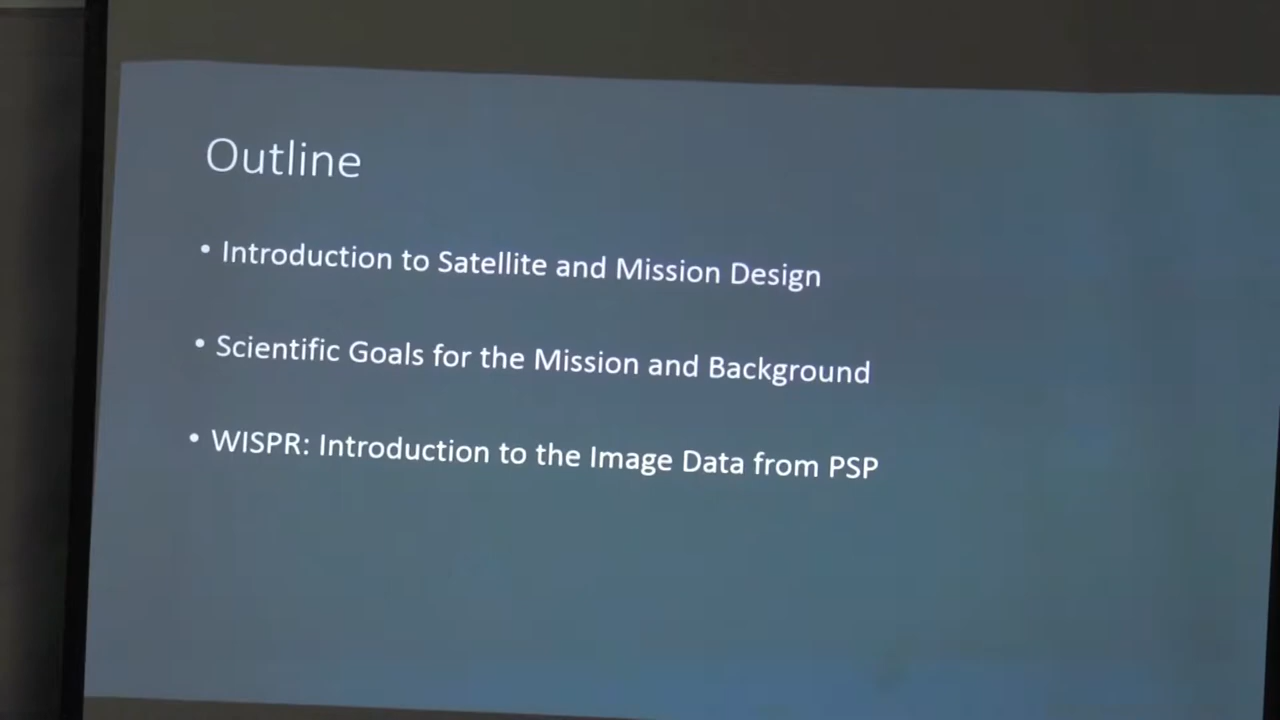 Outline
• Introduction to Satellite and Mission Design
• Scientific Goals for the Mission and Background
• WISPR: Introduction to the Image Data from PSP